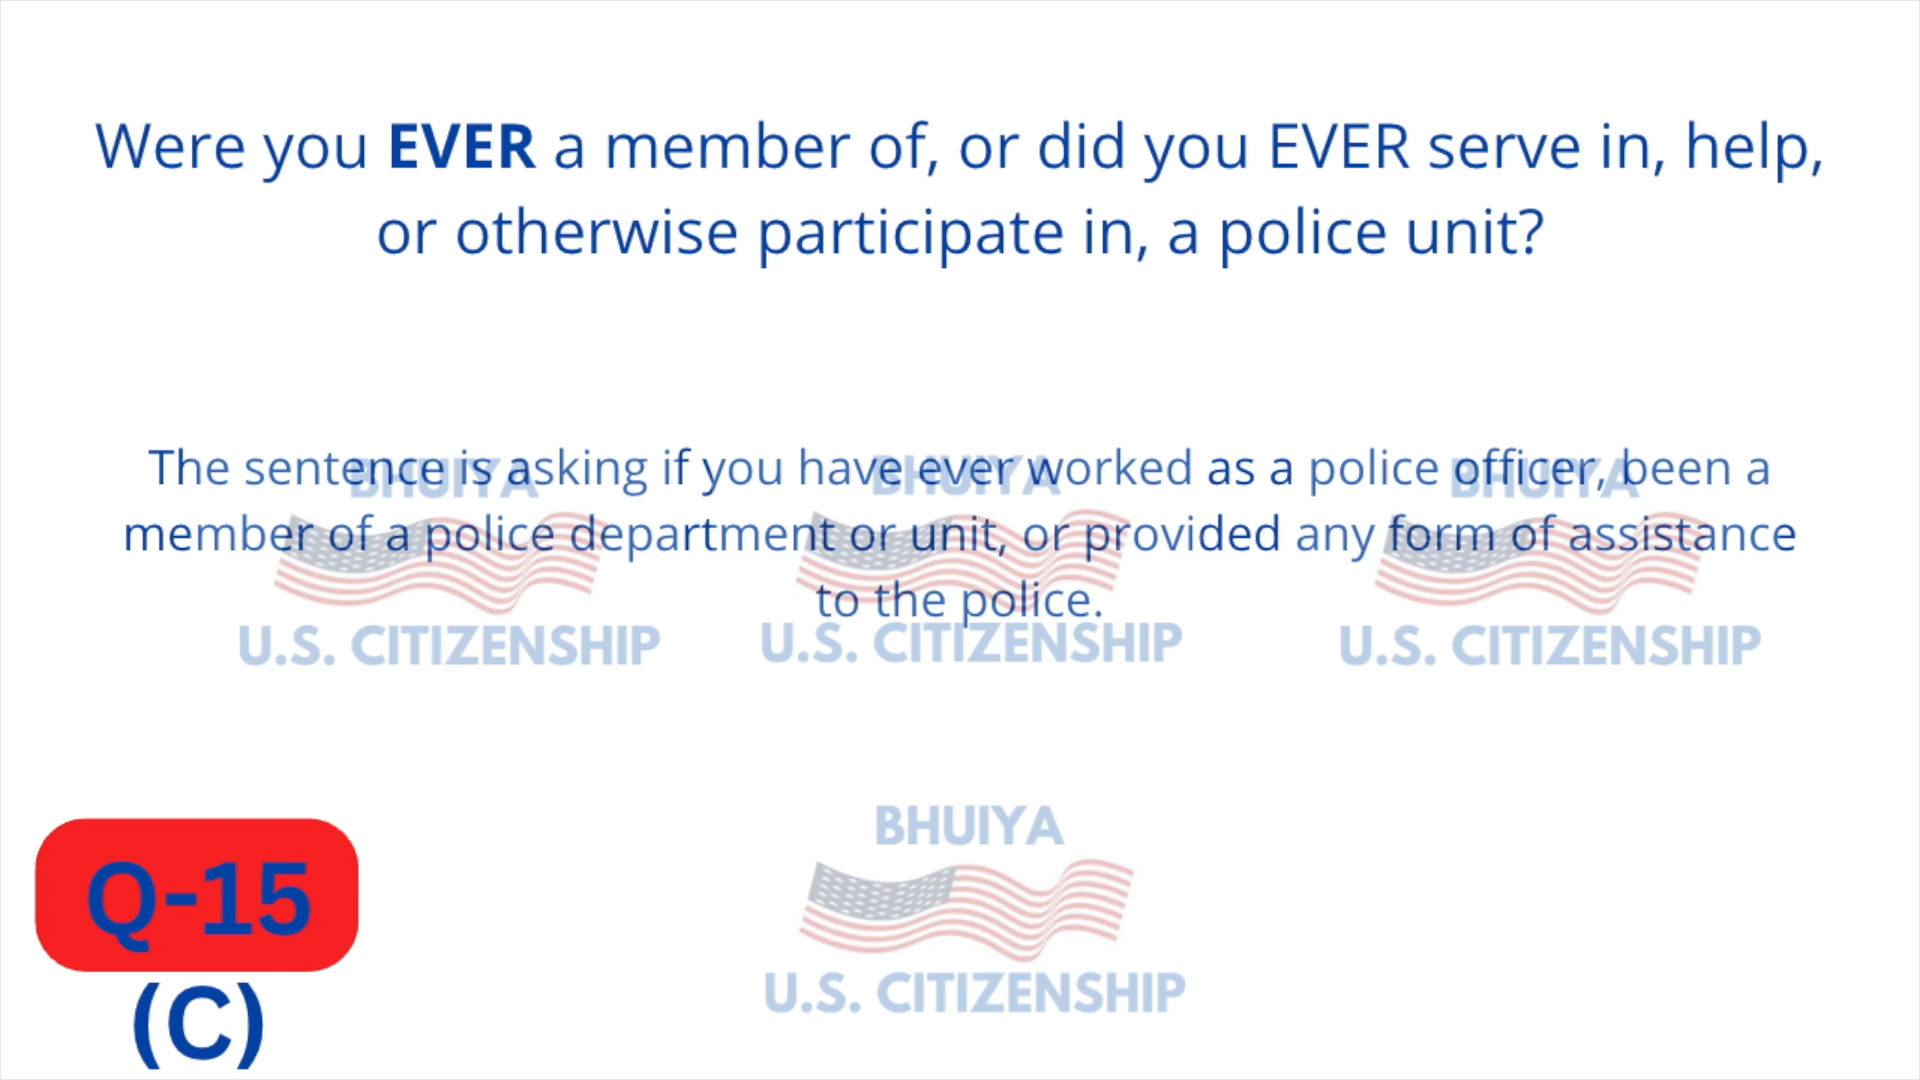 Were you EVER a member of, or did you EVER serve in, help,
or otherwise participate in, a police unit?
The sentence is asking if you have ever worked as a police officer, been a
member of a police department or unit, or provided any form of assistance
to the police.
BHUIYA
U.S. CITIZENSHIP
BHUIYA
U.S. CITIZENSHIP
BHUIYA
U.S. CITIZENSHIP
BHUIYA
U.S. CITIZENSHIP
Q-15
(C)